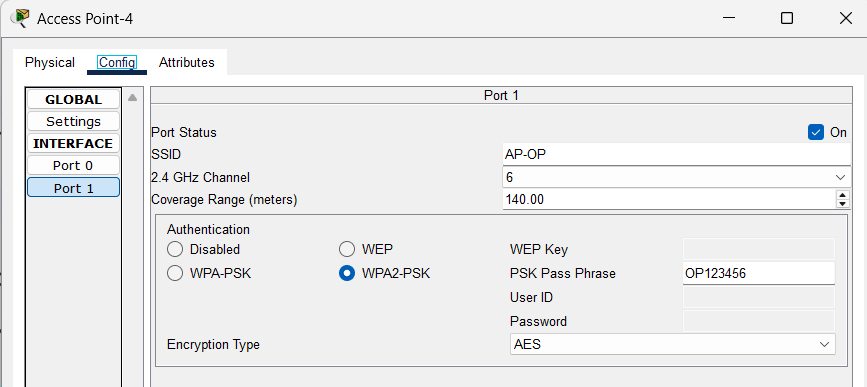 Access Point-4
Physical Config Attributes
GLOBAL
Settings
INTERFACE
Port 0
Port 1
Port 1
Port Status On
SSID AP-OP
2.4 GHz Channel 6
Coverage Range (meters) 140.00
Authentication
Disabled WEP WEP Key
WPA-PSK WPA2-PSK PSK Pass Phrase OP123456
User ID
Password
Encryption Type AES